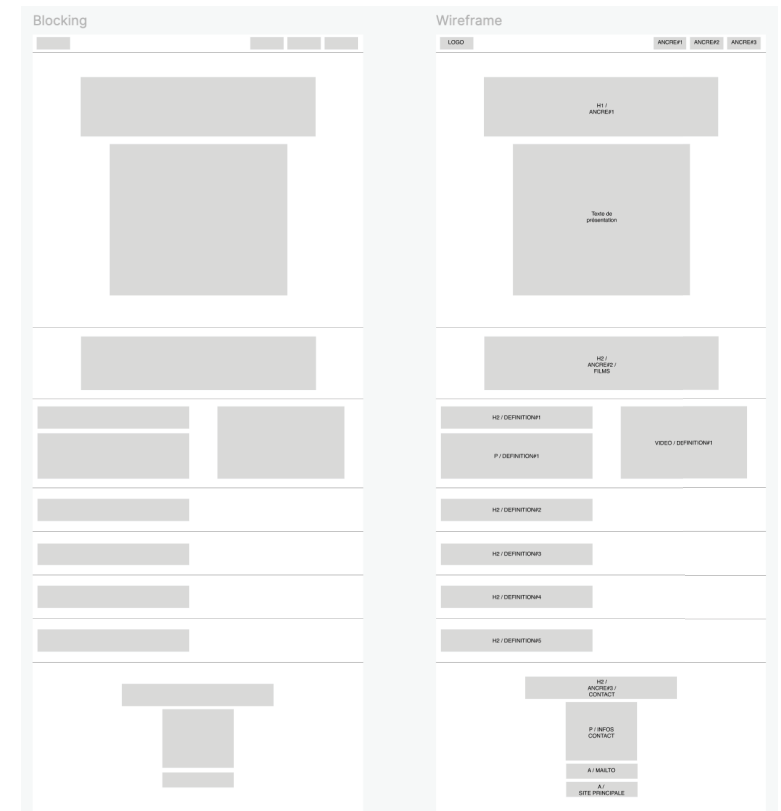 Blocking
Wireframe
LOGO
ANCRE#1
ANCRE#2
ANCRE#3
H1 /
ANCRE#1
Texte de
présentation
H2 /
ANCRE#2 /
FILMS
H2 / DEFINITION#1
P / DEFINITION#1
VIDEO / DEFINITION#1
H2 / DEFINITION#2
H2 / DEFINITION#3
H2 / DEFINITION#4
H2 / DEFINITION#5
H2 /
ANCRE#3 /
CONTACT
P / INFOS
CONTACT
A / MAILTO
A /
SITE PRINCIPALE